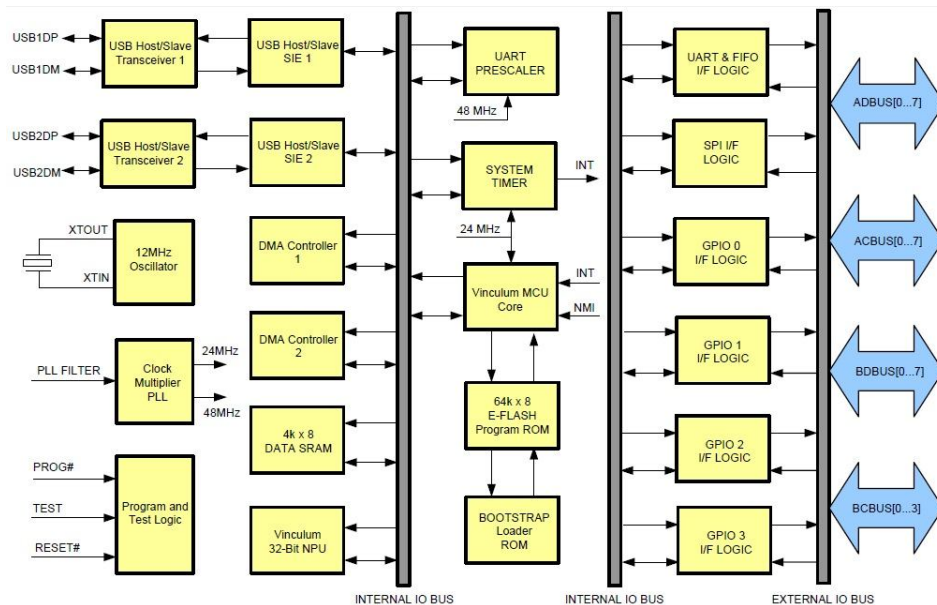 USB1DP
USB1DM
USB Host/Slave
Transceiver 1
USB Host/Slave
SIE 1
UART
PRESCALER
48 MHz
UART & FIFO
I/F LOGIC
ADBUS[0...7]
USB2DP
USB2DM
USB Host/Slave
Transceiver 2
USB Host/Slave
SIE 2
SYSTEM
TIMER
INT
24 MHz
SPI I/F
LOGIC
XTOUT
XTIN
12MHz
Oscillator
DMA Controller
1
Vinculum MCU
Core
INT
NMI
GPIO 0
I/F LOGIC
ACBUS[0...7]
PLL FILTER
Clock
Multiplier
PLL
24MHz
48MHz
DMA Controller
2
64k x 8
E-FLASH
Program ROM
GPIO 1
I/F LOGIC
BDBUS[0...7]
4k x 8
DATA SRAM
GPIO 2
I/F LOGIC
PROG#
TEST
RESET#
Program and
Test Logic
Vinculum
32-Bit NPU
BOOTSTRAP
Loader
ROM
GPIO 3
I/F LOGIC
BCBUS[0...3]
INTERNAL IO BUS
INTERNAL IO BUS
EXTERNAL IO BUS